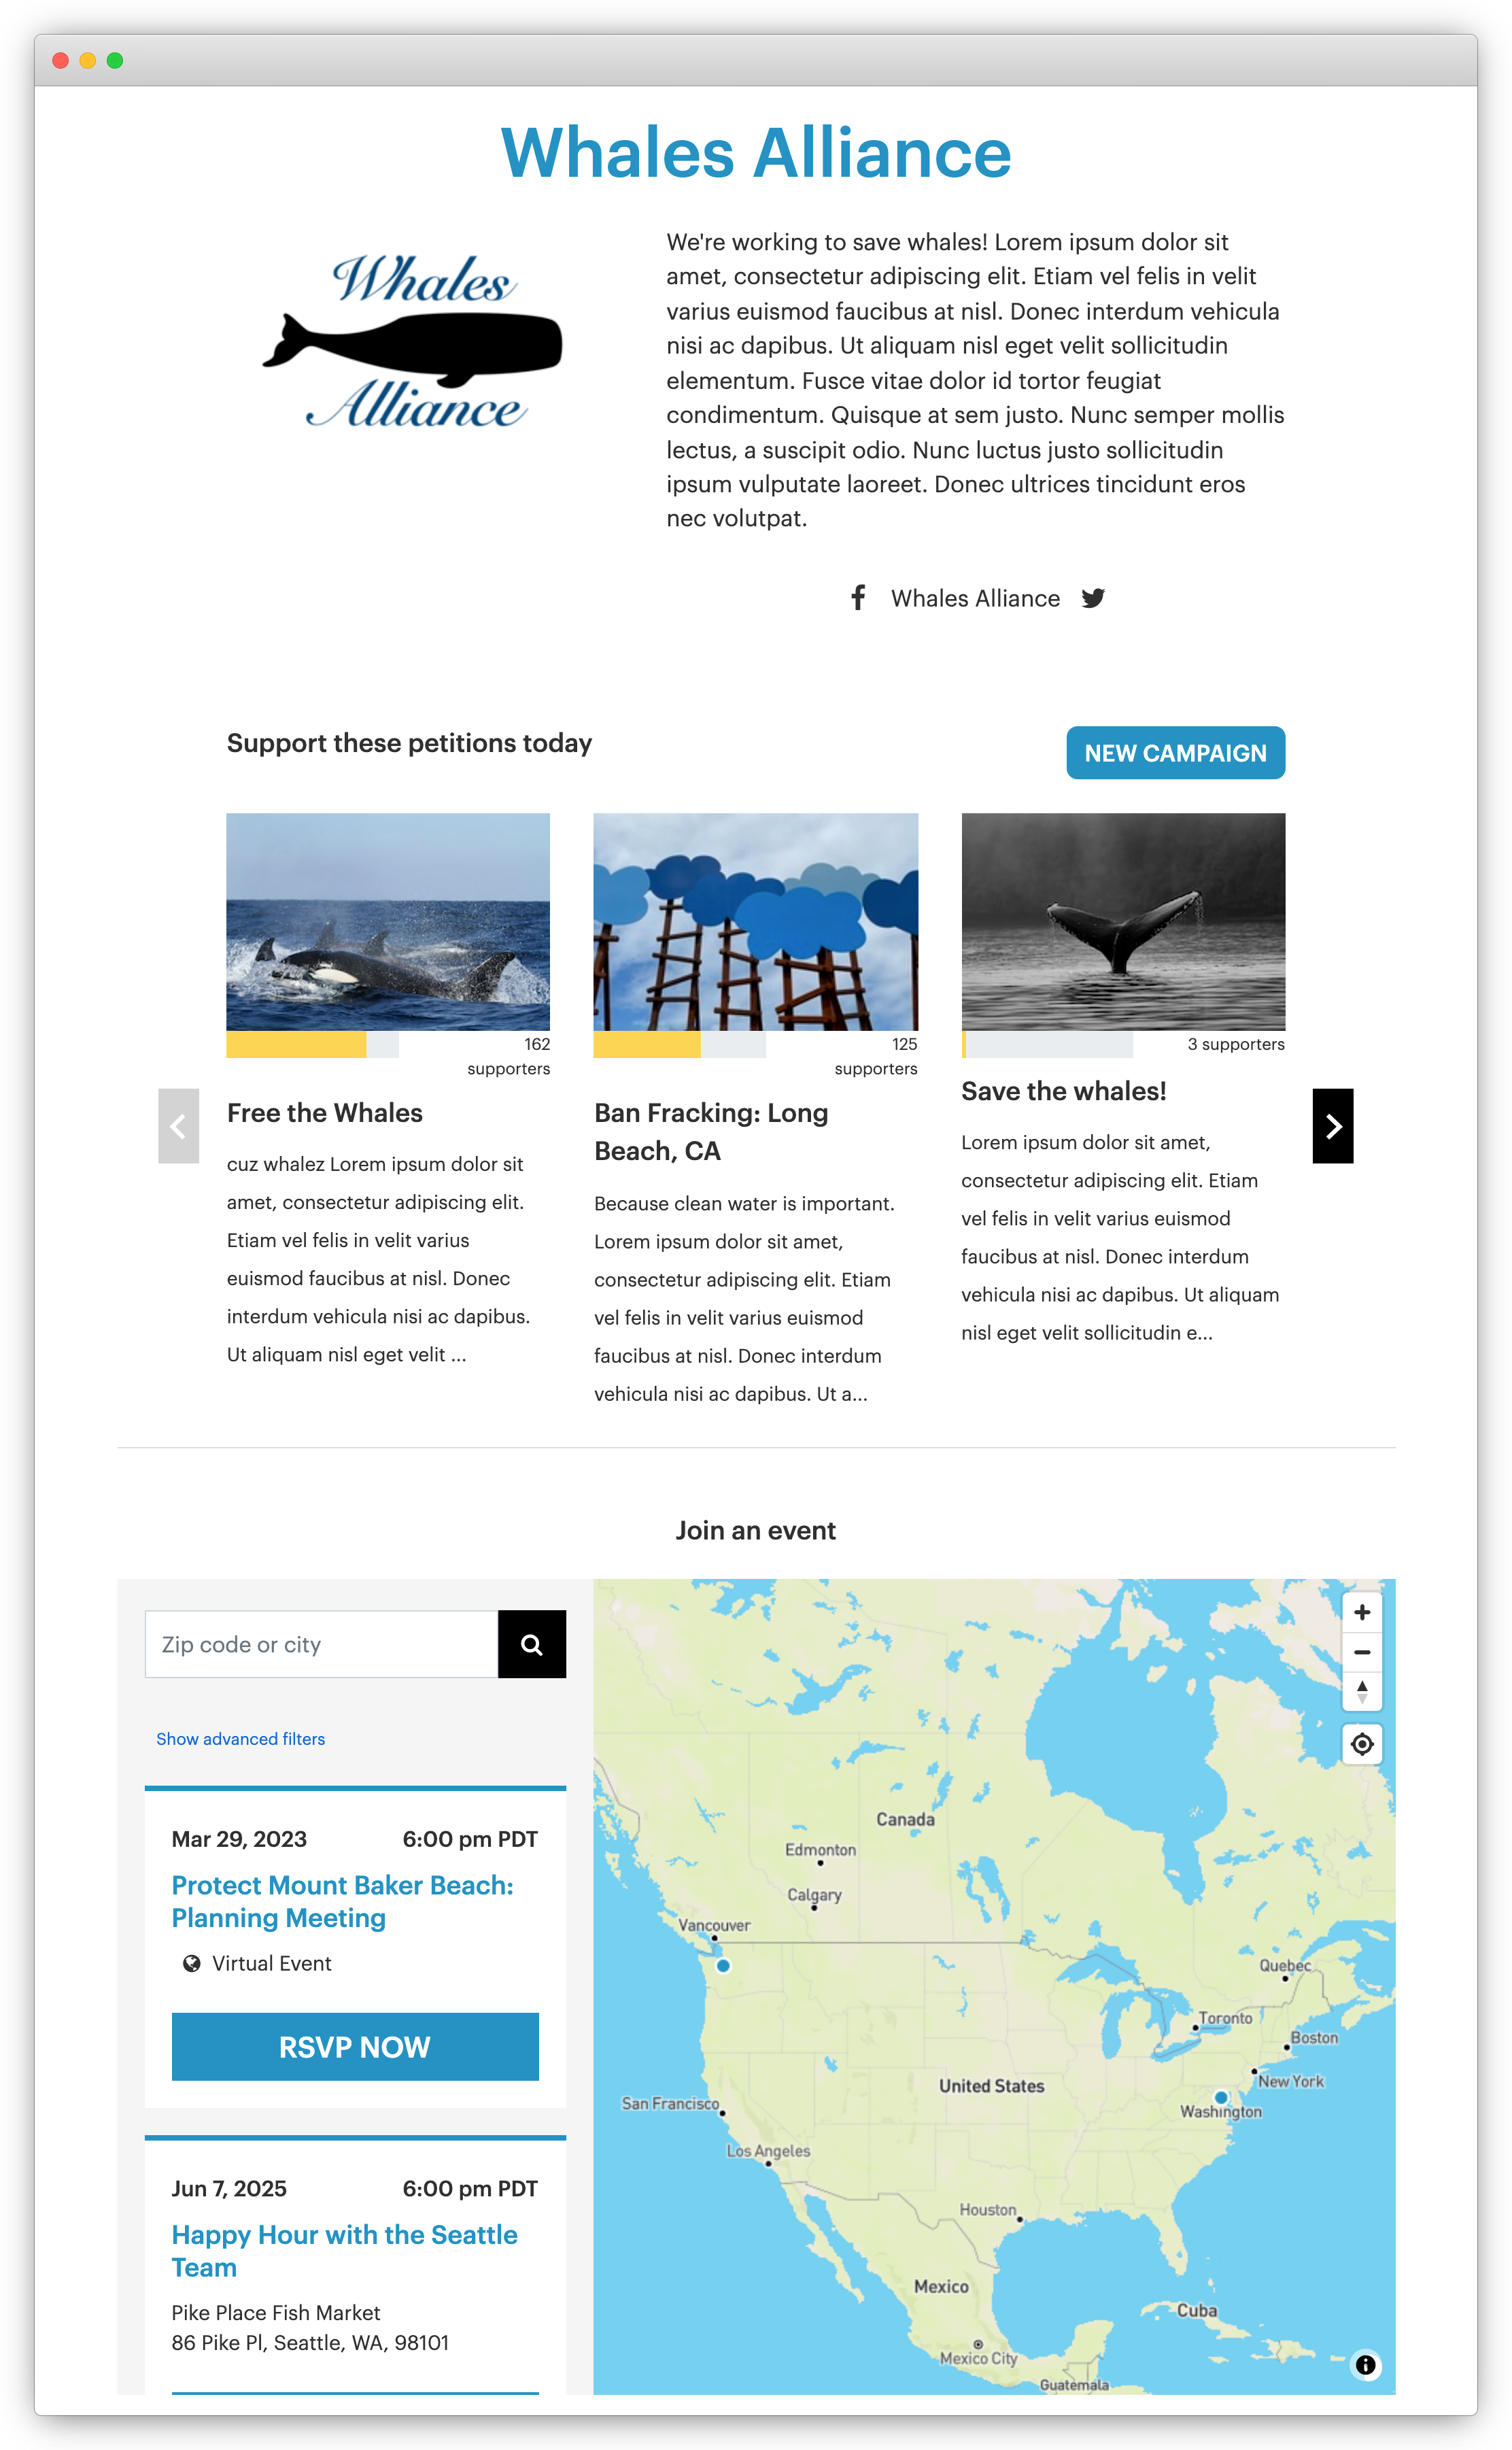 Whales Alliance
Whales
Alliance
We're working to save whales! Lorem ipsum dolor sit
amet, consectetur adipiscing elit. Etiam vel felis in velit
varius euismod faucibus at nisl. Donec interdum vehicula
nisi ac dapibus. Ut aliquam nisl eget velit sollicitudin
elementum. Fusce vitae dolor id tortor feugiat
condimentum. Quisque at sem justo. Nunc semper mollis
lectus, a suscipit odio. Nunc luctus justo sollicitudin
ipsum vulputate laoreet. Donec ultrices tincidunt eros
nec volutpat.
Whales Alliance
Support these petitions today
NEW CAMPAIGN
162
supporters
Free the Whales
cuz whalez Lorem ipsum dolor sit
amet, consectetur adipiscing elit.
Etiam vel felis in velit varius
euismod faucibus at nisl. Donec
interdum vehicula nisi ac dapibus.
Ut aliquam nisl eget velit ...
125
supporters
Ban Fracking: Long
Beach, CA
Because clean water is important.
Lorem ipsum dolor sit amet,
consectetur adipiscing elit. Etiam
vel felis in velit varius euismod
faucibus at nisl. Donec interdum
vehicula nisi ac dapibus. Ut a...
3 supporters
Save the whales!
Lorem ipsum dolor sit amet,
consectetur adipiscing elit. Etiam
vel felis in velit varius euismod
faucibus at nisl. Donec interdum
vehicula nisi ac dapibus. Ut aliquam
nisl eget velit sollicitudin e...
Join an event
Zip code or city
Show advanced filters
Mar 29, 2023 6:00 pm PDT
Protect Mount Baker Beach:
Planning Meeting
Virtual Event
RSVP NOW
Jun 7, 2025 6:00 pm PDT
Happy Hour with the Seattle
Team
Pike Place Fish Market
86 Pike Pl, Seattle, WA, 98101
Canada
Edmonton
Calgary
Vancouver
Quebec
Toronto
Boston
New York
United States
Washington
San Francisco
Los Angeles
Houston
Mexico
Cuba
Mexico City
Guatemala